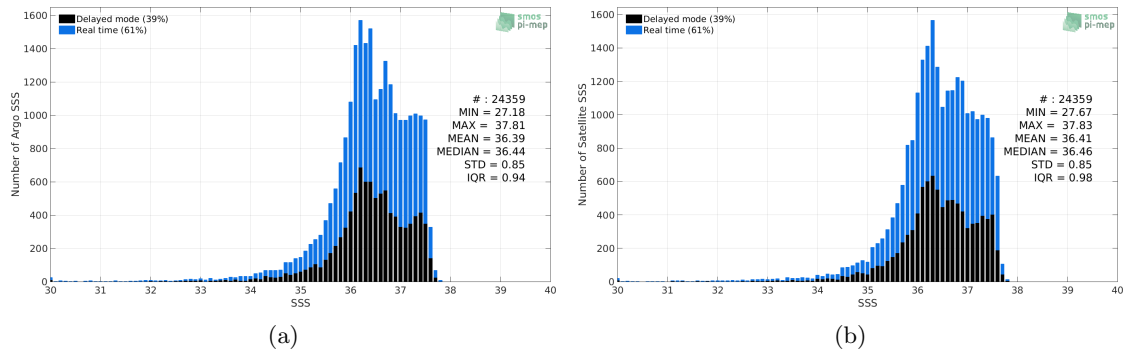 Delayed mode (39%)
Real time (61%)
smos
pi-mep
1600
1400
1200
1000
800
600
400
200
0
Number of Argo SSS
# : 24359
MIN = 27.18
MAX = 37.81
MEAN = 36.39
MEDIAN = 36.44
STD = 0.85
IQR = 0.94
30 31 32 33 34 35 36 37 38 39 40
SSS
(a)
Delayed mode (39%)
Real time (61%)
smos
pi-mep
1600
1400
1200
1000
800
600
400
200
0
Number of Satellite SSS
# : 24359
MIN = 27.67
MAX = 37.83
MEAN = 36.41
MEDIAN = 36.46
STD = 0.85
IQR = 0.98
30 31 32 33 34 35 36 37 38 39 40
SSS
(b)